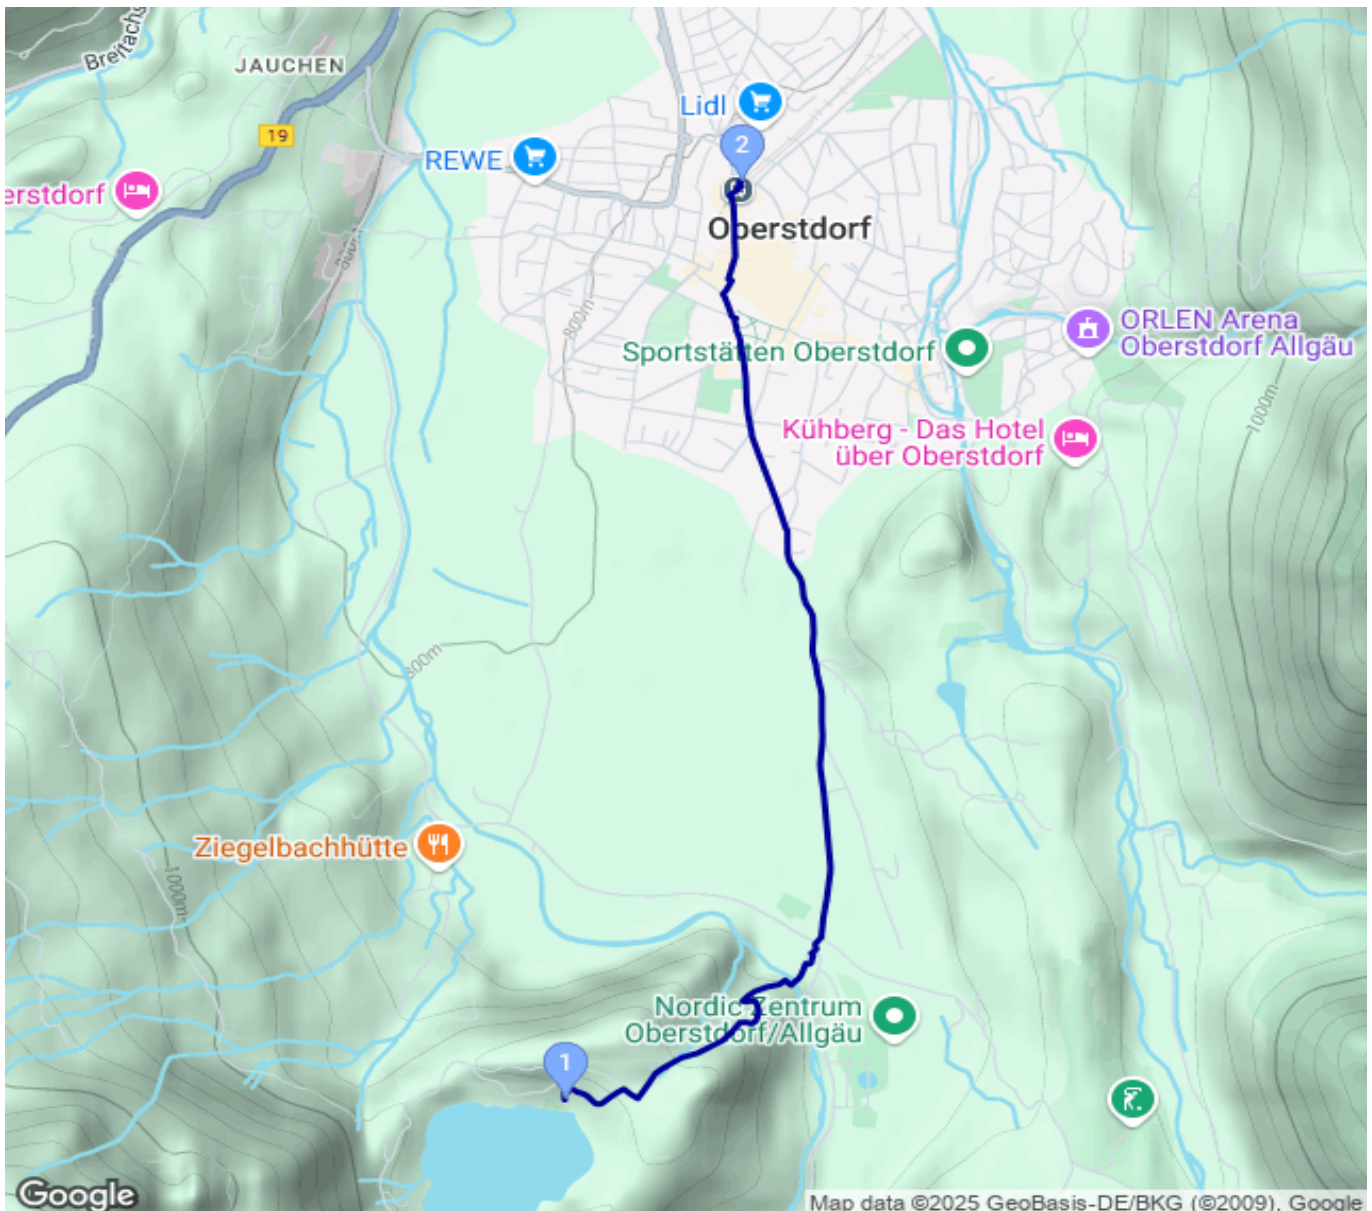 Breitachs
JAUCHEN
19
Lidl
2
REWE
erstdorf
Oberstdorf
800m
ORLEN Arena
Oberstdorf Allgäu
Sportstätten Oberstdorf
1000m
Kühberg - Das Hotel
über Oberstdorf
800m
Ziegelbachhütte
1000m
Nordic Zentrum
Oberstdorf/Allgäu
1
Google
Map data ©2025 GeoBasis-DE/BKG (©2009), Google